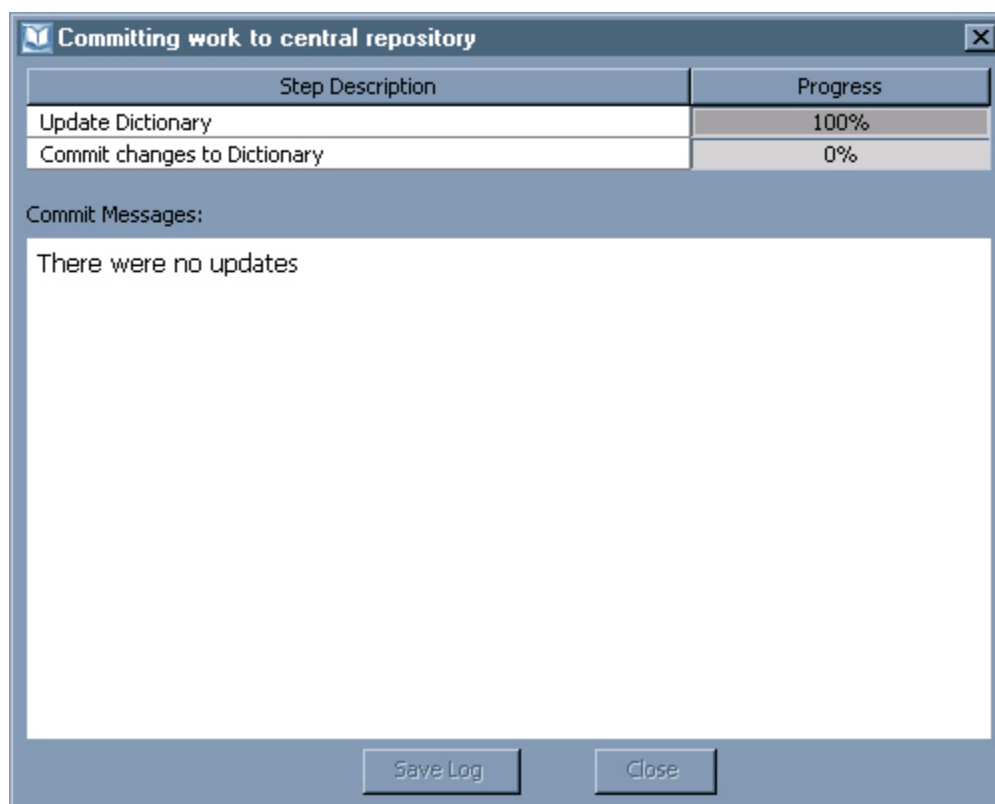 Committing work to central repository
Step Description Progress
Update Dictionary 100%
Commit changes to Dictionary 0%
Commit Messages:
There were no updates
Save Log Close